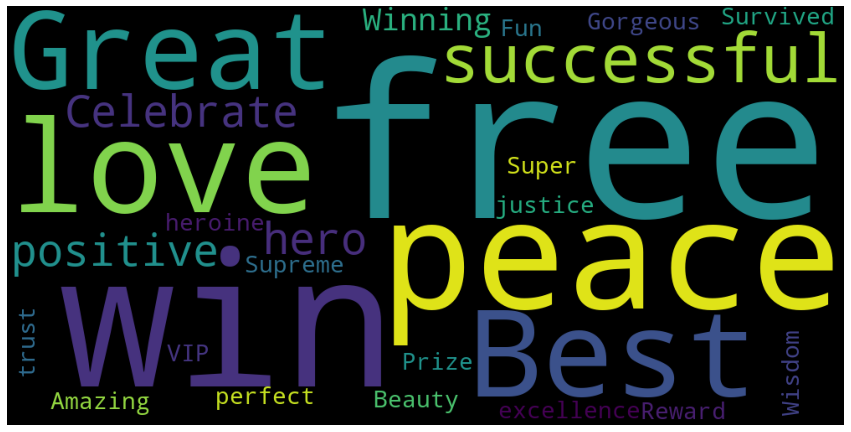 Great
Winning
Fun
Gorgeous
Survived
successful
free
Celebrate
love
Super
justice
heroine
hero
positive
Supreme
peace
Win
trust
VIP
Prize
Best
Wisdom
Amazing
perfect
Beauty
excellence
Reward